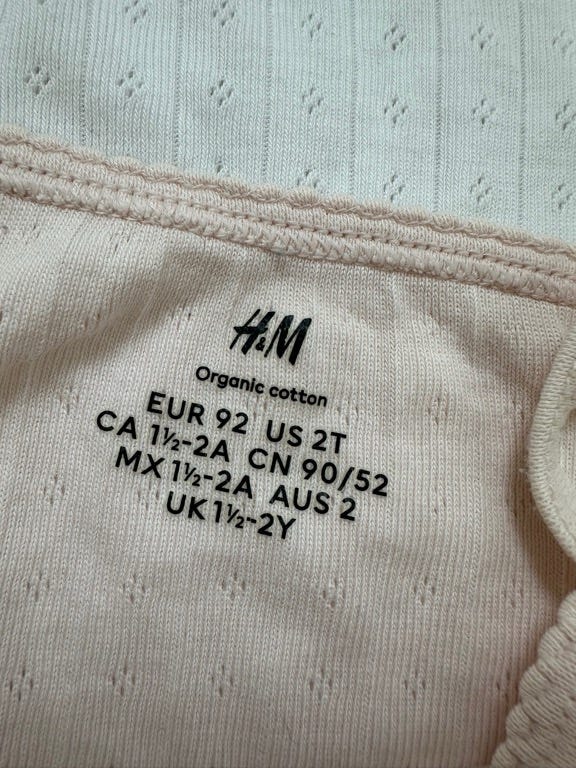 H&M
Organic cotton
EUR 92 US 2T
CA 1½-2A CN 90/52
MX 1½-2A AUS 2
UK 1½-2Y